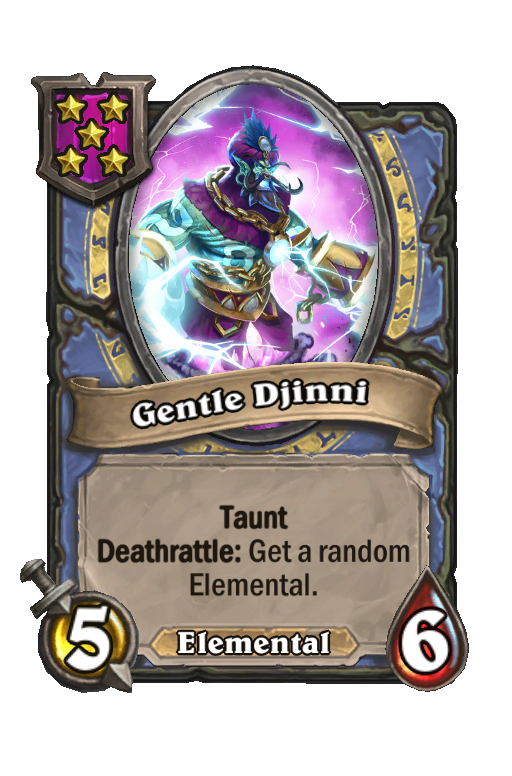 Gentle Djinni
Taunt
Deathrattle: Get a random
Elemental.
5
Elemental
6